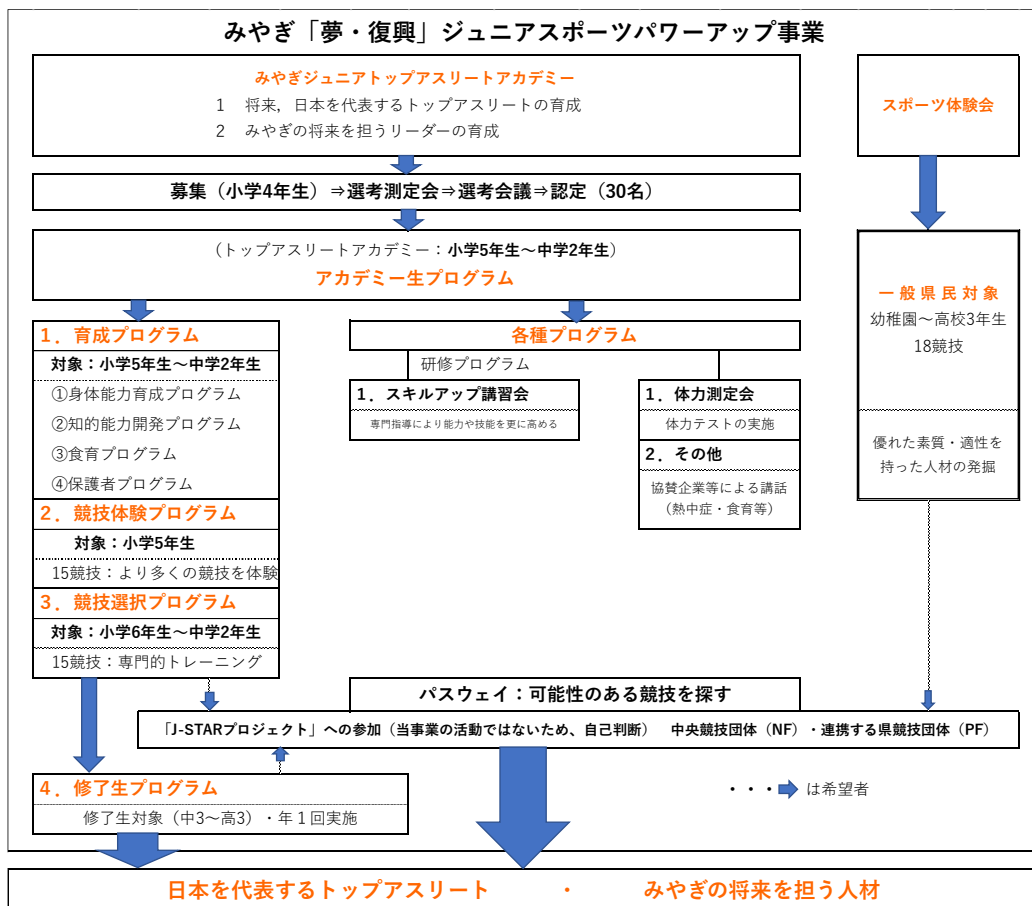 みやぎ「夢・復興」ジュニアスポーツパワーアップ事業
みやぎジュニアトップアスリートアカデミー
1 将来，日本を代表するトップアスリートの育成
2 みやぎの将来を担うリーダーの育成
スポーツ体験会
募集（小学4年生）⇒選考測定会⇒選考会議⇒認定（30名）
（トップアスリートアカデミー：小学5年生～中学2年生）
アカデミー生プログラム
一般県民対象
幼稚園～高校3年生
18競技
優れた素質・適性を
持った人材の発掘
1．育成プログラム
対象：小学5年生～中学2年生
①身体能力育成プログラム
②知的能力開発プログラム
③食育プログラム
④保護者プログラム
2．競技体験プログラム
対象：小学5年生
15競技：より多くの競技を体験
3．競技選択プログラム
対象：小学6年生～中学2年生
15競技：専門的トレーニング
各種プログラム
研修プログラム
1．スキルアップ講習会
専門指導により能力や技能を更に高める
1．体力測定会
体力テストの実施
2．その他
協賛企業等による講話
（熱中症・食育等）
パスウェイ：可能性のある競技を探す
「J-STARプロジェクト」への参加（当事業の活動ではないため、自己判断） 中央競技団体（NF）・連携する県競技団体（PF）
4．修了生プログラム
修了生対象（中3～高3）・年1回実施
・・・➡は希望者
日本を代表するトップアスリート ・ みやぎの将来を担う人材